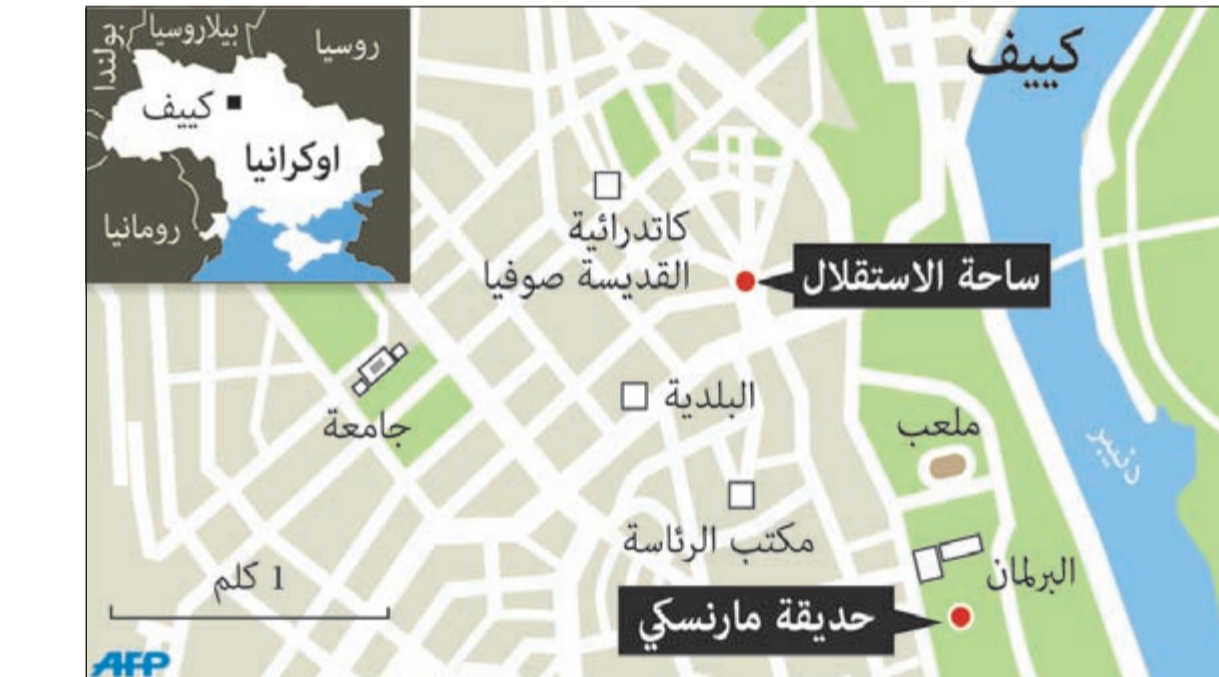 كييف
روسيا
بيلاروسيا
بولندا
كييف
اوكرانيا
رومانيا
كاتدرائية
القديسة صوفيا
ساحة الاستقلال
جامعة
البلدية
ملعب
دنيبر
مكتب الرئاسة
البرلمان
حديقة مارنسكي
1 كلم
AFP